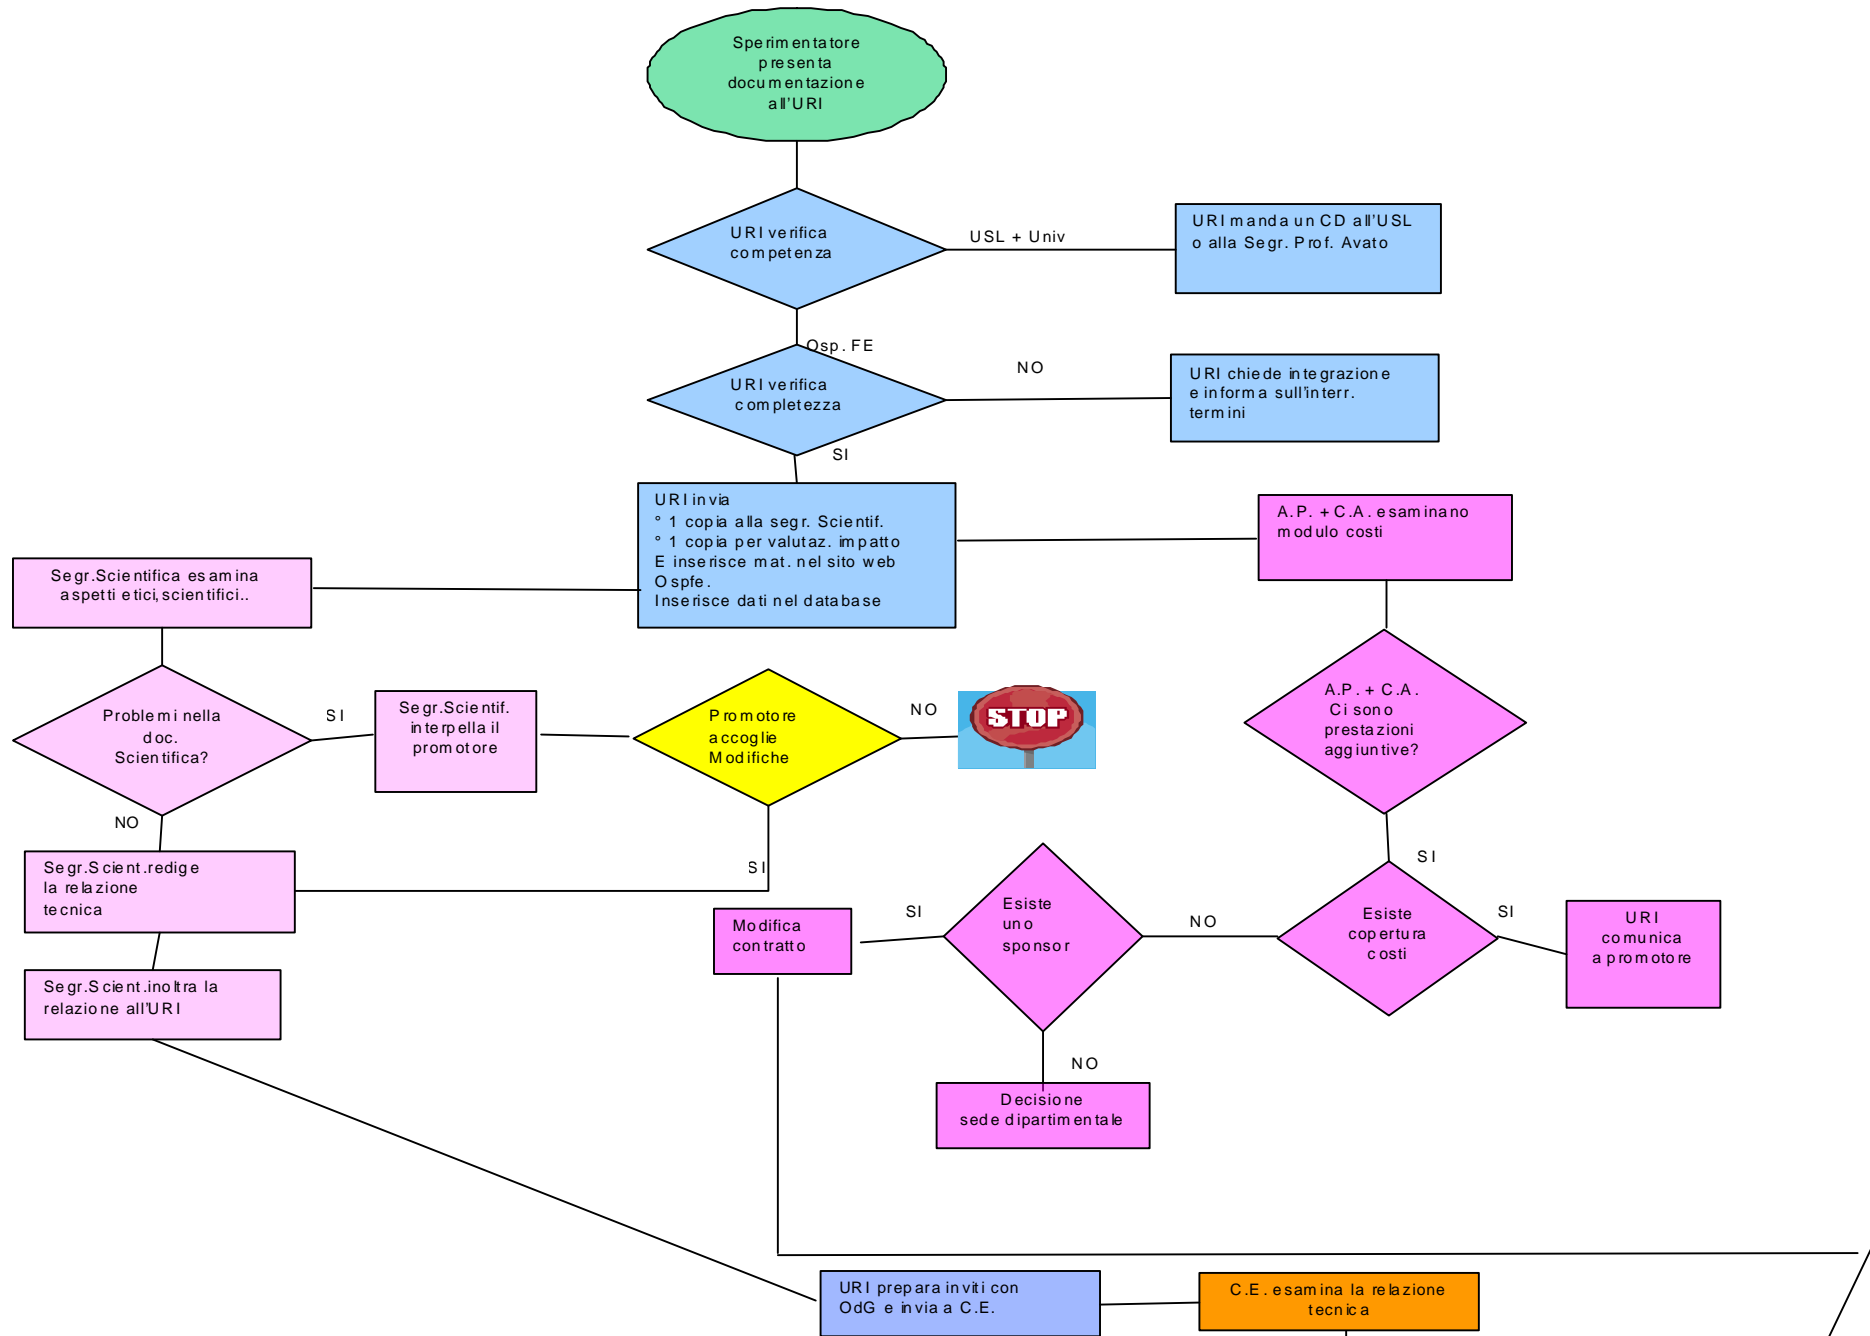 Sperimentatore
presenta
documentazione
all'URI
URI verifica
competenza
USL + Univ
URI manda un CD all'USL
o alla Segr. Prof. Avato
Osp. FE
URI verifica
completezza
NO
URI chiede integrazione
e informa sull'interr.
termini
SI
URI invia
° 1 copia alla segr. Scientif.
° 1 copia per valutaz. impatto
E inserisce mat. nel sito web
Ospfe.
Inserisce dati nel database
A.P. + C.A. esaminano
modulo costi
Segr.Scientifica esamina
aspetti etici,scientifici..
Problemi nella
doc.
Scientifica?
SI
Segr.Scientif.
interpella il
promotore
Promotore
accoglie
Modifiche
NO
STOP
A.P. + C.A.
Ci sono
prestazioni
aggiuntive?
NO
SI
SI
Segr.Scient.redige
la relazione
tecnica
Modifica
contratto
SI
Esiste
uno
sponsor
NO
Esiste
copertura
costi
SI
URI
comunica
a promotore
Segr.Scient.inoltra la
relazione all'URI
NO
Decisione
sede dipartimentale
URI prepara inviti con
OdG e invia a C.E.
C.E. esamina la relazione
tecnica